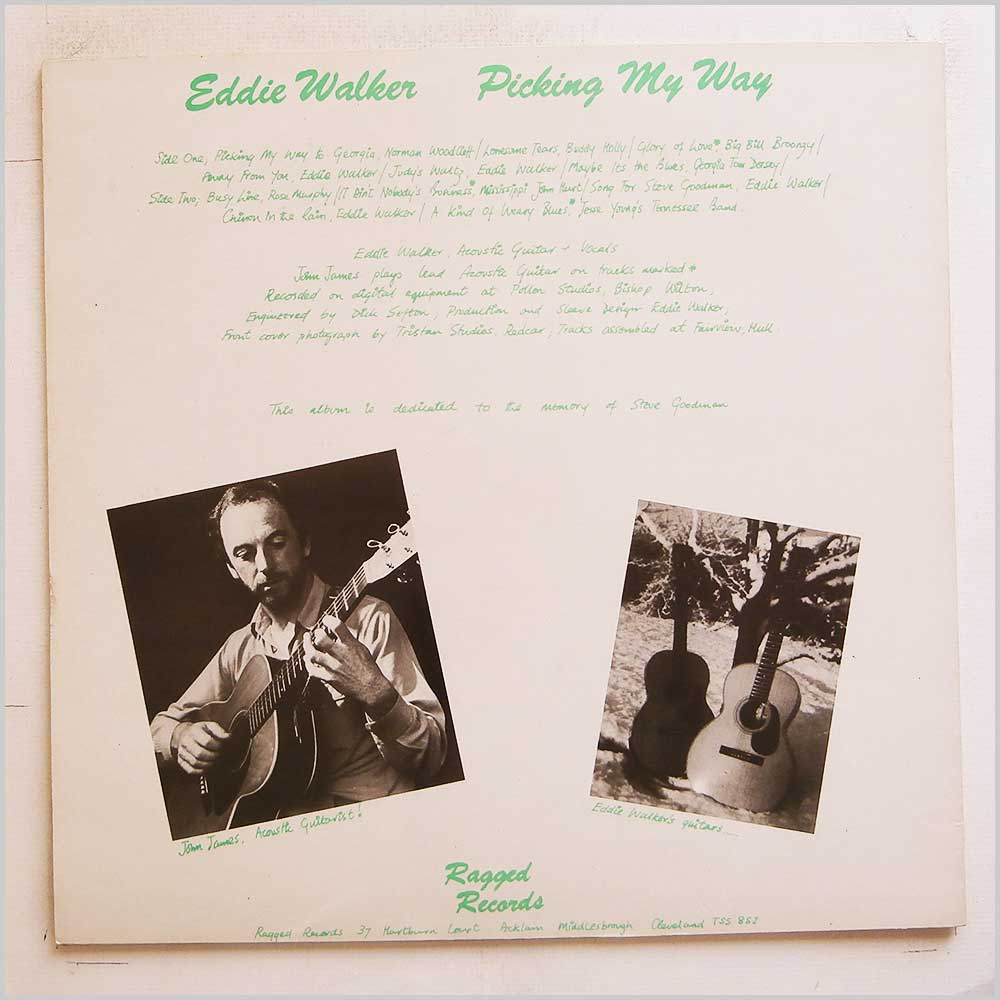 Eddie Walker Picking My Way
Side One, Picking My Way to Georgia, Norman Woodlieff / Lonesome Tears, Buddy Holly / Glory of Love* Big Bill Broonzy /
Away From You, Eddie Walker / Judy's Waltz, Eddie Walker / Maybe Its the Blues, Georgia Tom Dorsey /
Side Two, Busy Line, Rose Murphy / I Ain't Nobody's Business,* Mississippi John Hurt / Song For Steve Goodman, Eddie Walker /
In the Rain, Eddie Walker / A Kind Of Weary Blues,* Jesse Young's Tennessee Band.
Eddie Walker, Acoustic Guitar + Vocals
John James plays lead Acoustic Guitar on tracks marked *
Recorded on digital equipment at Pollen Studios, Bishop Wilton,
Engineered by Dick Sefton, Production and Sleeve Design Eddie Walker,
Front cover photograph by Tristan Studios, Redcar, Tracks assembled at Fairview, Hull.
This album is dedicated to the memory of Steve Goodman
John James, Acoustic Guitarist!
Eddie Walker's guitars....
Ragged
Records
Ragged Records 37 Hartburn Court Acklam Middlesbrough Cleveland TS5